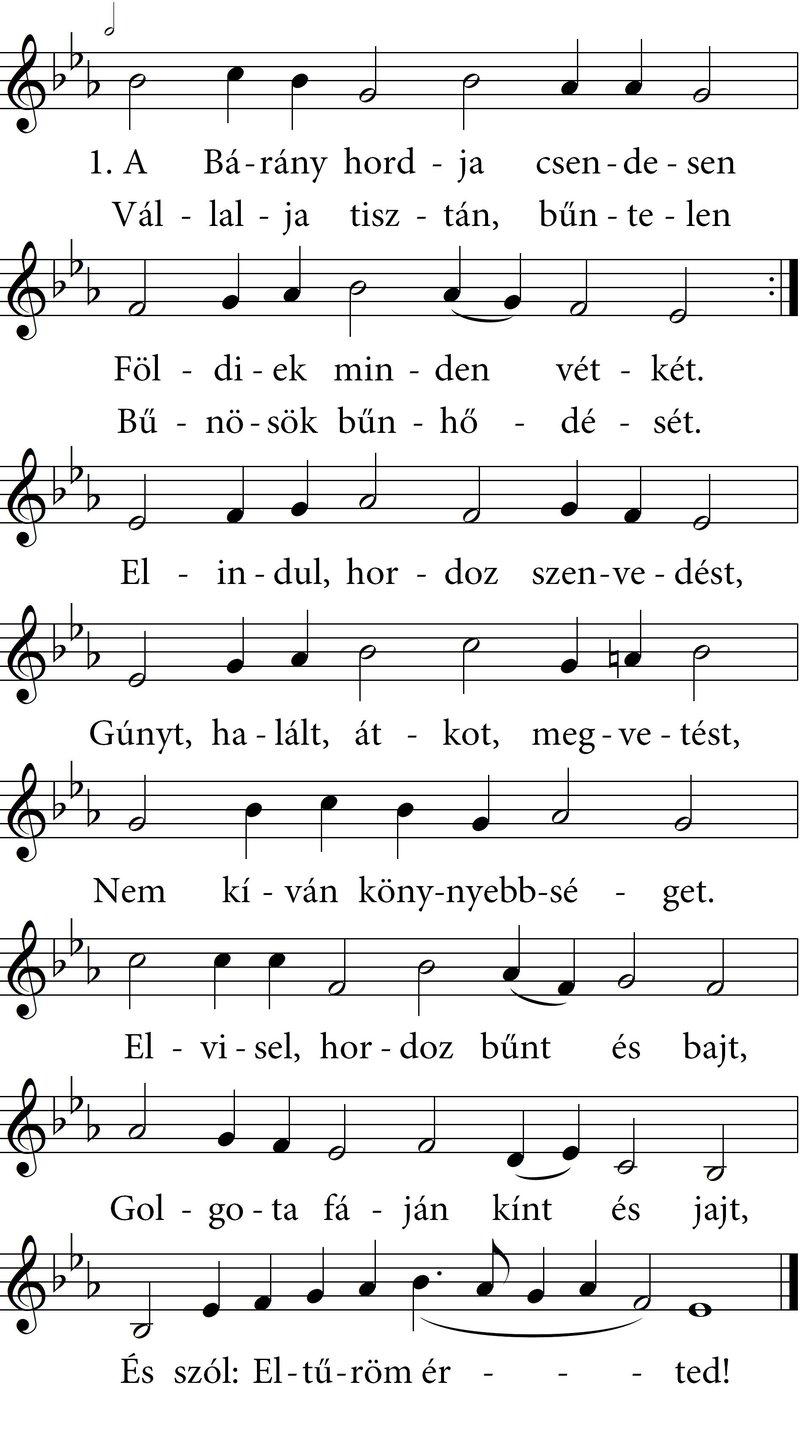 1. A Bá - rány hord - ja csen - de - sen
Vál - lal - ja tisz - tán, bűn - te - len
Föl - di - ek min - den vét - két.
Bű - nö - sök bűn - hő - dé - sét.
El - in - dul, hor - doz szen - ve - dést,
Gúnyt, ha - lált, át - kot, meg - ve - tést,
Nem kí - ván köny - nyebb - sé - get.
El - vi - sel, hor - doz bűnt és bajt,
Gol - go - ta fá - ján kínt és jajt,
És szól: El - tű - röm ér - - - ted!